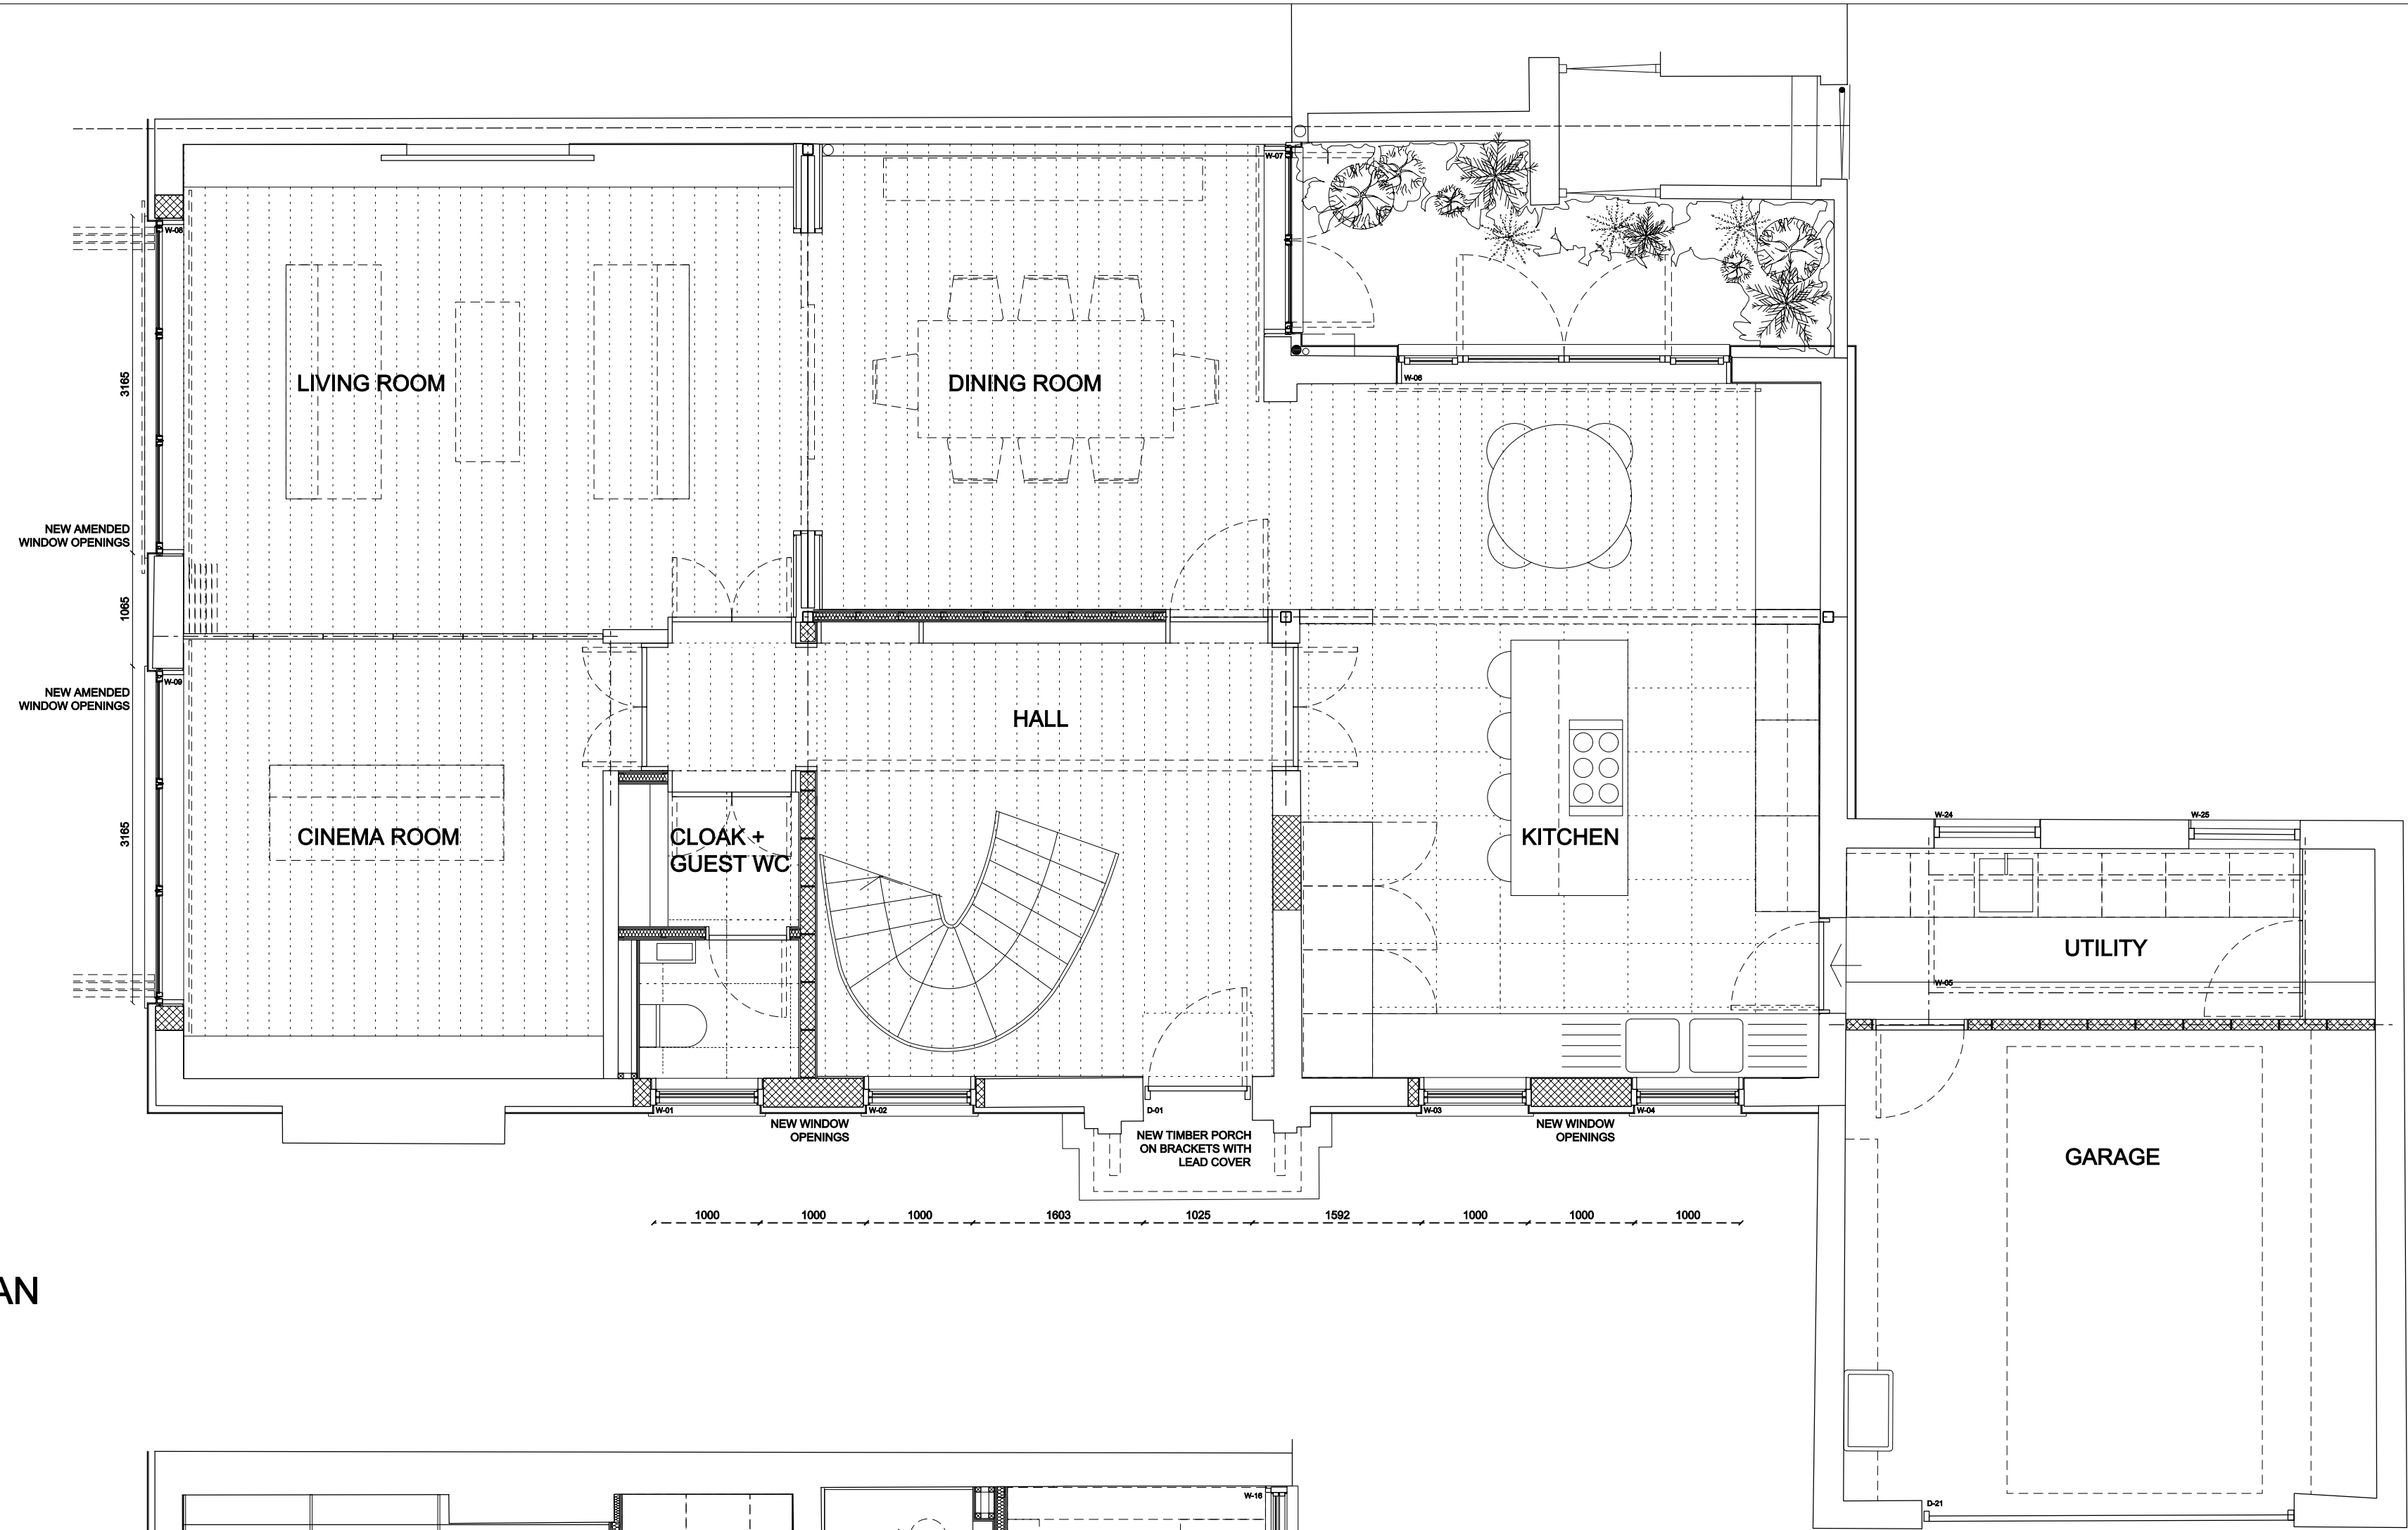 W-07
W-08
W-06
3165
LIVING ROOM
DINING ROOM
NEW AMENDED
WINDOW OPENINGS
1065
W-09
NEW AMENDED
WINDOW OPENINGS
HALL
3165
CINEMA ROOM
CLOAK +
GUEST WC
KITCHEN
W-24
W-25
UTILITY
W-05
W-01
W-02
D-01
W-03
W-04
NEW WINDOW
OPENINGS
NEW TIMBER PORCH
ON BRACKETS WITH
LEAD COVER
NEW WINDOW
OPENINGS
GARAGE
1000
1000
1000
1603
1025
1592
1000
1000
1000
AN
W-16
D-21